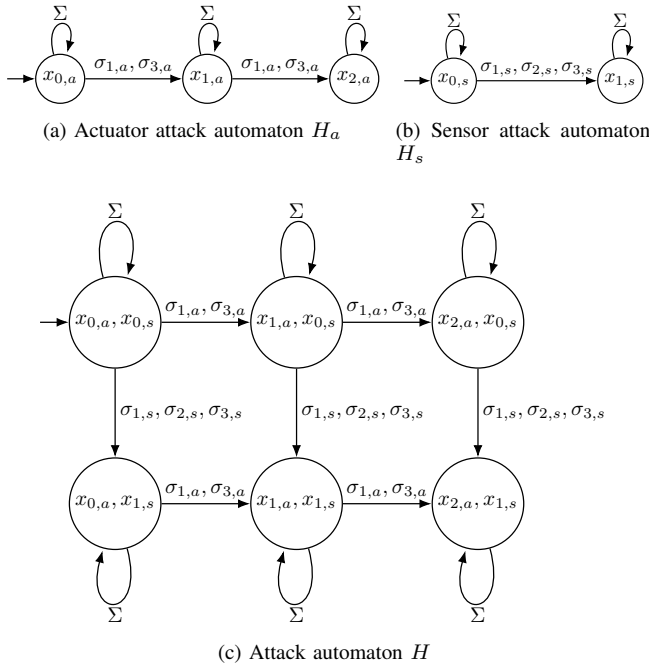 Σ Σ Σ Σ Σ
x0,a σ1,a, σ3,a x1,a σ1,a, σ3,a x2,a x0,s σ1,s, σ2,s, σ3,s x1,s
(a) Actuator attack automaton Ha
(b) Sensor attack automaton
Hs
Σ Σ Σ
x0,a, x0,s σ1,a, σ3,a x1,a, x0,s σ1,a, σ3,a x2,a, x0,s
σ1,s, σ2,s, σ3,s σ1,s, σ2,s, σ3,s σ1,s, σ2,s, σ3,s
x0,a, x1,s σ1,a, σ3,a x1,a, x1,s σ1,a, σ3,a x2,a, x1,s
Σ Σ Σ
(c) Attack automaton H